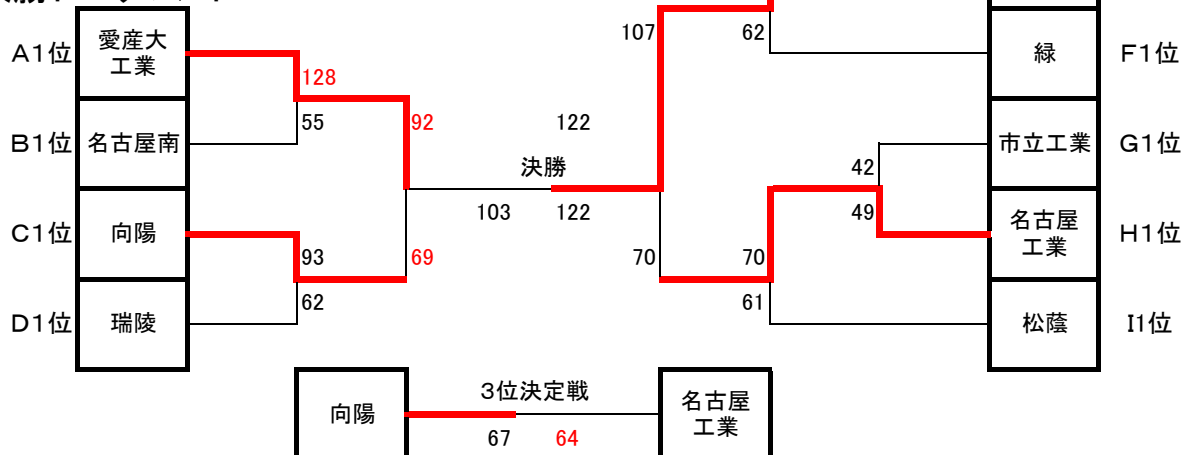 A1位
愛産大
工業
128
107
62
緑
F1位
B1位
名古屋南
55
92
122
市立工業
G1位
決勝
42
C1位
向陽
103
122
49
名古屋
工業
H1位
93
69
70
70
D1位
瑞陵
62
61
松蔭
I1位
3位決定戦
向陽
名古屋
工業
67
64